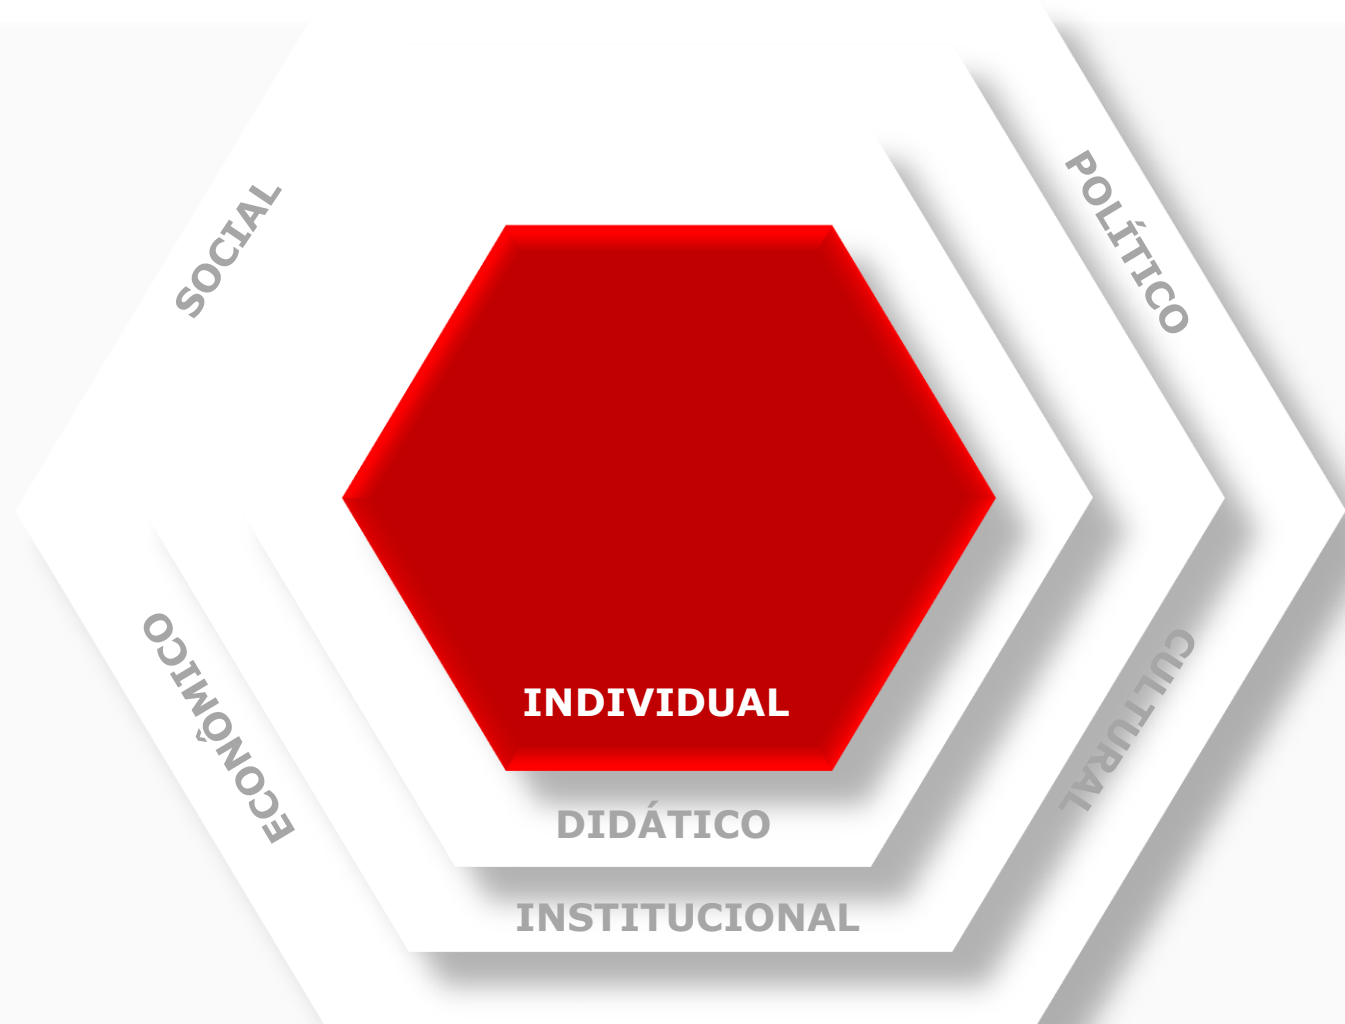 SOCIAL
POLÍTICO
ECONÔMICO
CULTURAL
INDIVIDUAL
DIDÁTICO
INSTITUCIONAL